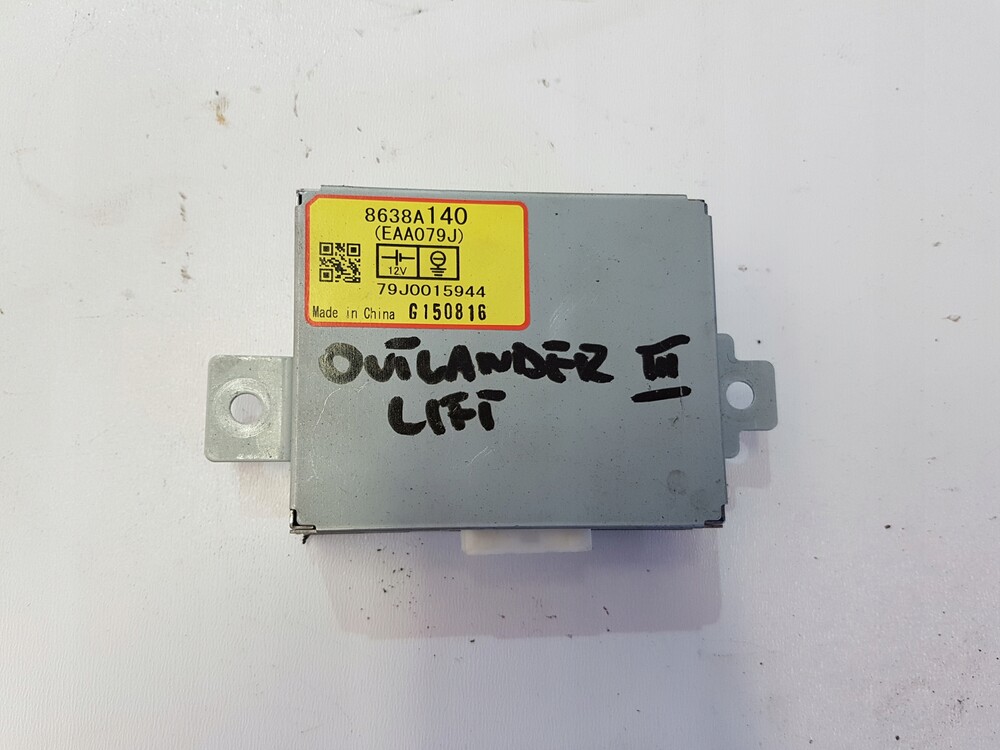 8638A140
(EAA079J)
12V
79J0015944
Made in China G150816
OUTLANDER III
LIFT